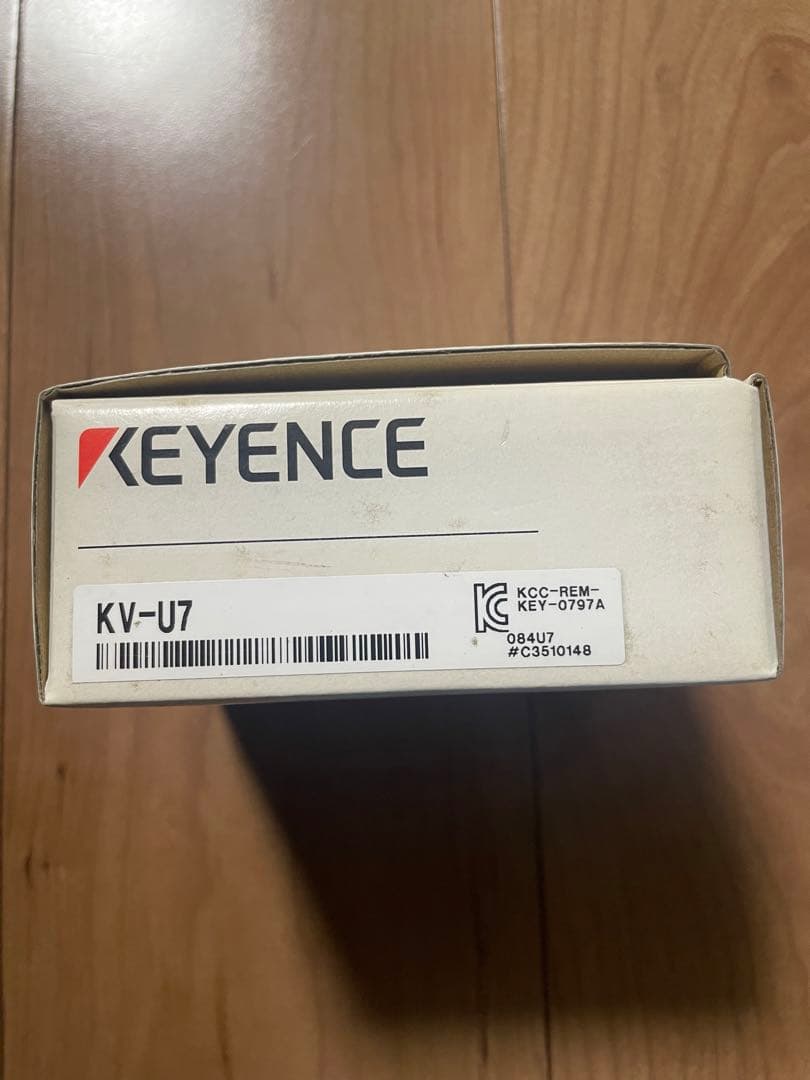 KEYENCE
KV-U7
KCC-REM-
KEY-0797A
084U7
#C3510148